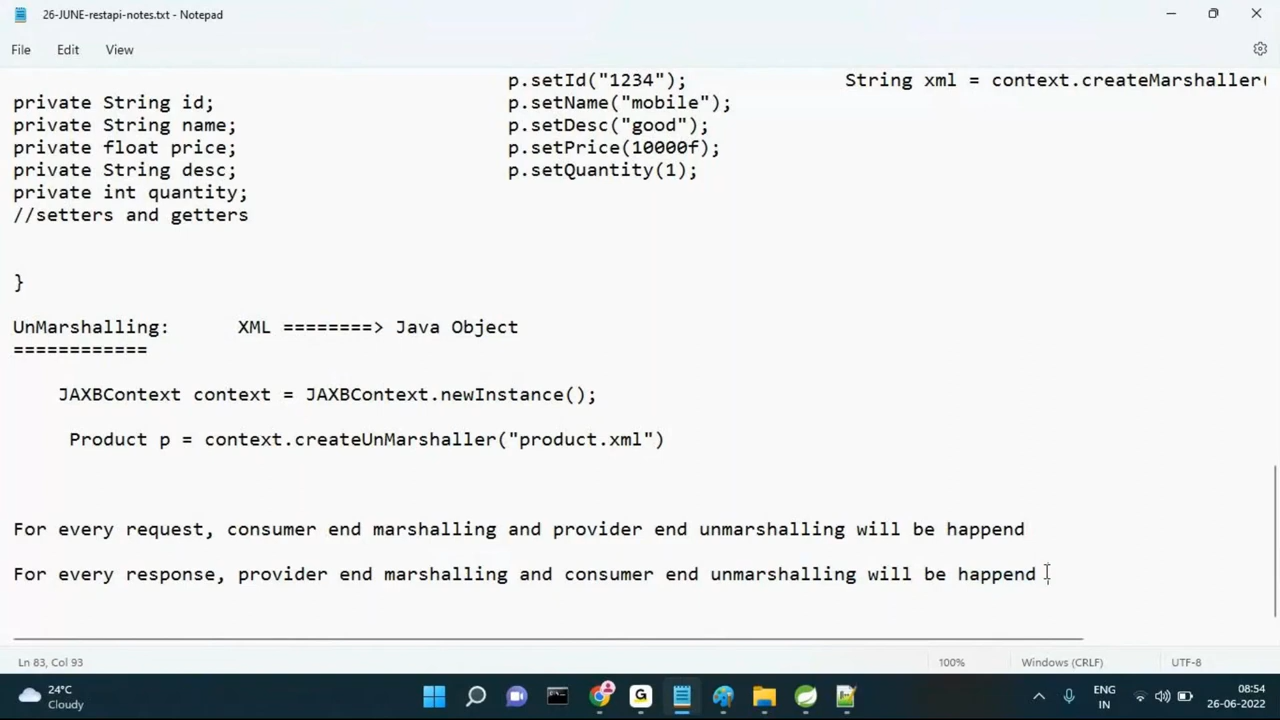 26-JUNE-restapi-notes.txt - Notepad
File Edit View
p.setId("1234"); String xml = context.createMarshaller(
private String id; p.setName("mobile");
private String name; p.setDesc("good");
private float price; p.setPrice(10000f);
private String desc; p.setQuantity(1);
private int quantity;
//setters and getters
}
UnMarshalling: XML ========> Java Object
============
JAXBContext context = JAXBContext.newInstance();
Product p = context.createUnMarshaller("product.xml")
For every request, consumer end marshalling and provider end unmarshalling will be happend
For every response, provider end marshalling and consumer end unmarshalling will be happend
Ln 83, Col 93 100% Windows (CRLF) UTF-8
24°C ENG 08:54
Cloudy IN 26-06-2022